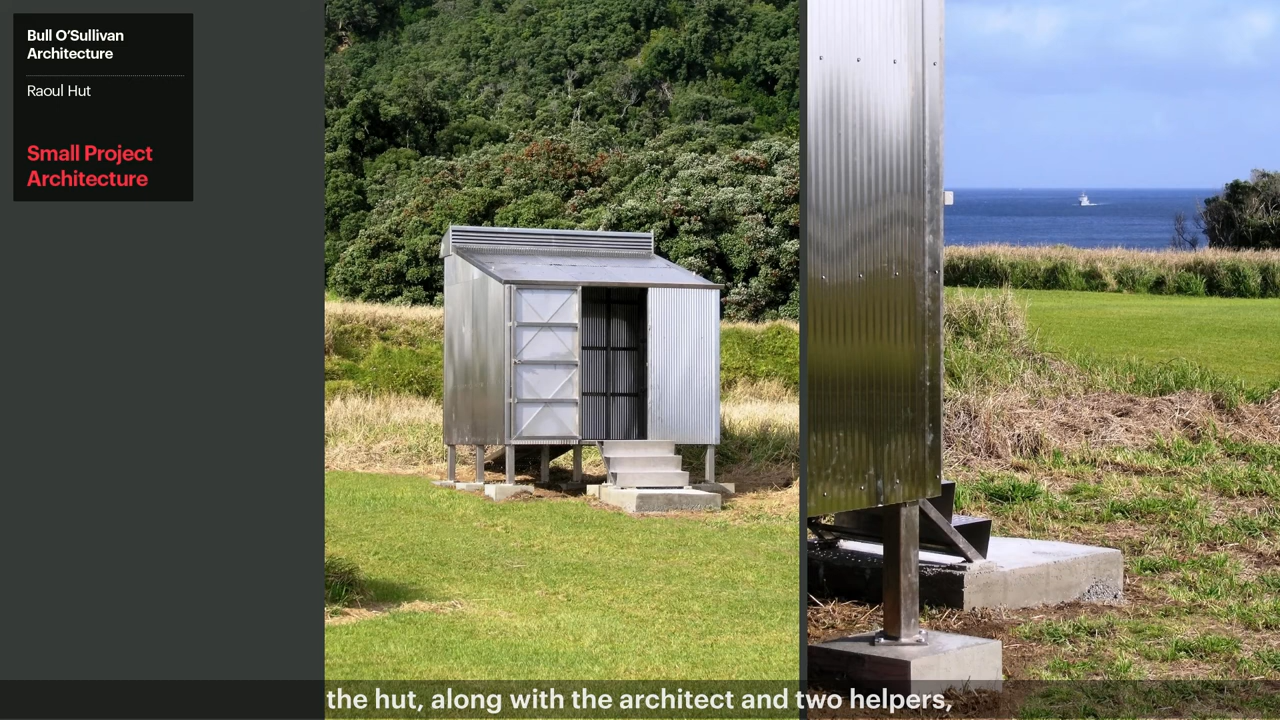 Bull O’Sullivan
Architecture
Raoul Hut
Small Project
Architecture
the hut, along with the architect and two helpers,